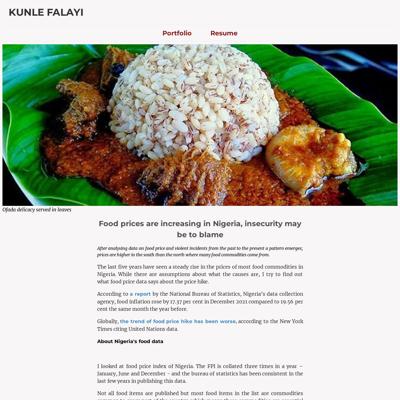 KUNLE FALAYI
Portfolio Resume
Ofada delicacy served in leaves
Food prices are increasing in Nigeria, insecurity may
be to blame
After analysing data on food price and violent incidents from the past to the present a pattern emerges,
prices are higher in the south than the north where many food commodities come from.
The last five years have seen a steady rise in the prices of most food commodities in
Nigeria. While there are assumptions about what the causes are, I try to find out
what food price data says about the price hike.
According to a report by the National Bureau of Statistics, Nigeria's data collection
agency, food inflation rose by 17.37 per cent in December 2021 compared to 19.56 per
cent the same month the year before.
Globally, the trend of food price hike has been worse, according to the New York
Times citing United Nations data.
About Nigeria's food data
I looked at food price index of Nigeria. The FPI is collated three times in a year –
January, June and December – and the bureau of statistics has been consistent in the
last few years in publishing this data.
Not all food items are published but most food items in the list are commodities